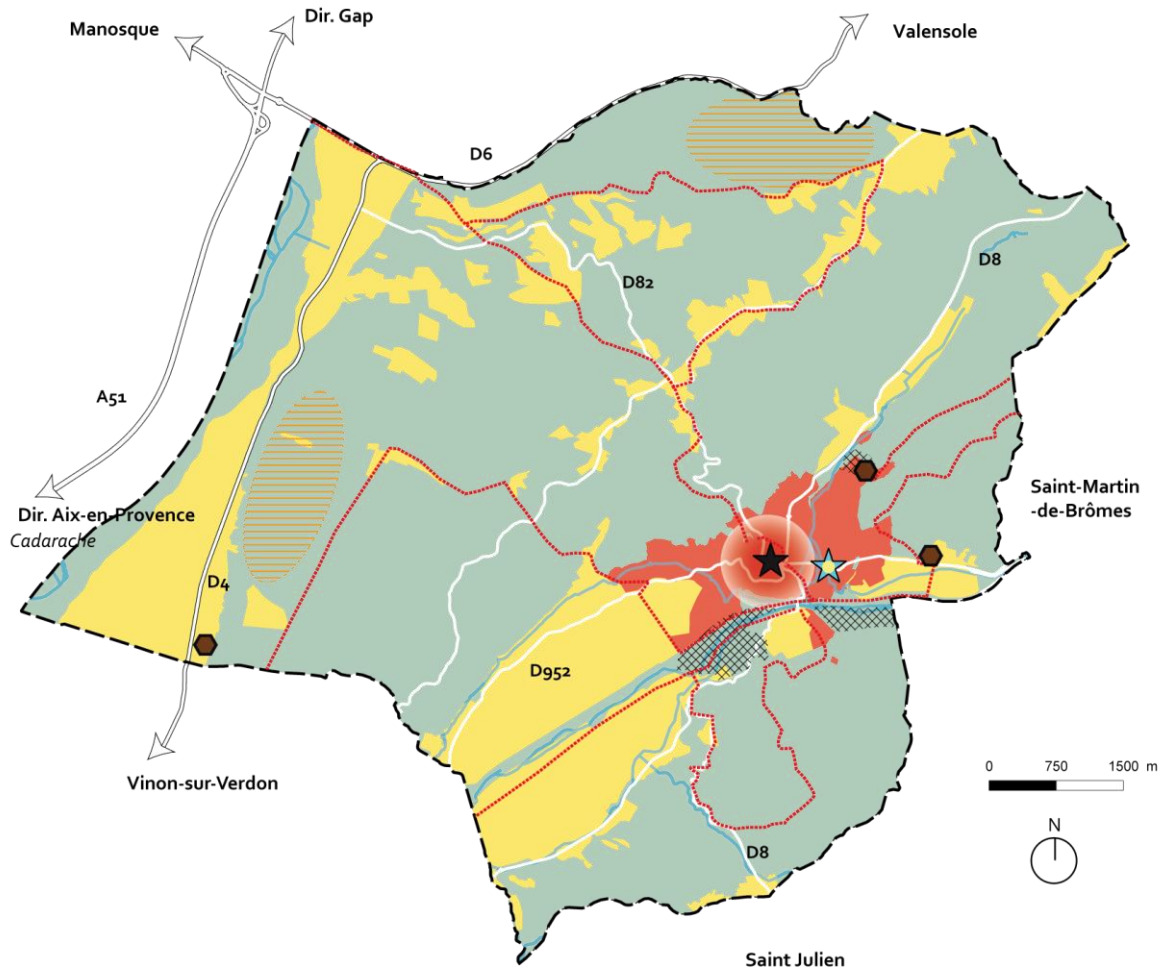 Dir. Gap
Manosque
Valensole
D6
D82
D8
A51
Saint-Martin
-de-Brômes
Dir. Aix-en-Provence
Cadarache
D4
D952
Vinon-sur-Verdon
0 750 1500 m
N
D8
Saint Julien